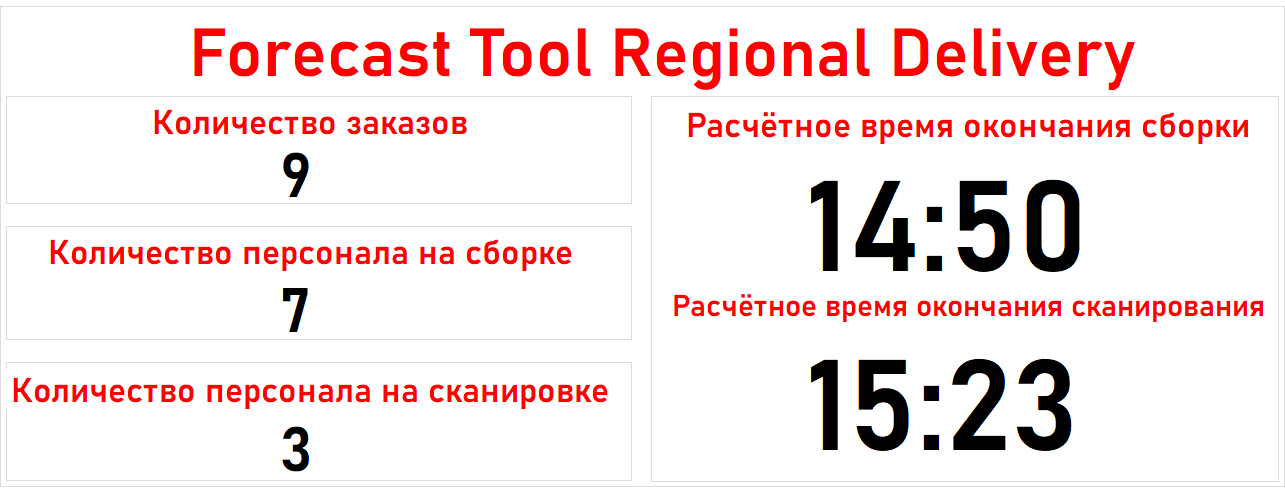 Forecast Tool Regional Delivery
Количество заказов
9
Количество персонала на сборке
7
Количество персонала на сканировке
3
Расчётное время окончания сборки
14:50
Расчётное время окончания сканирования
15:23